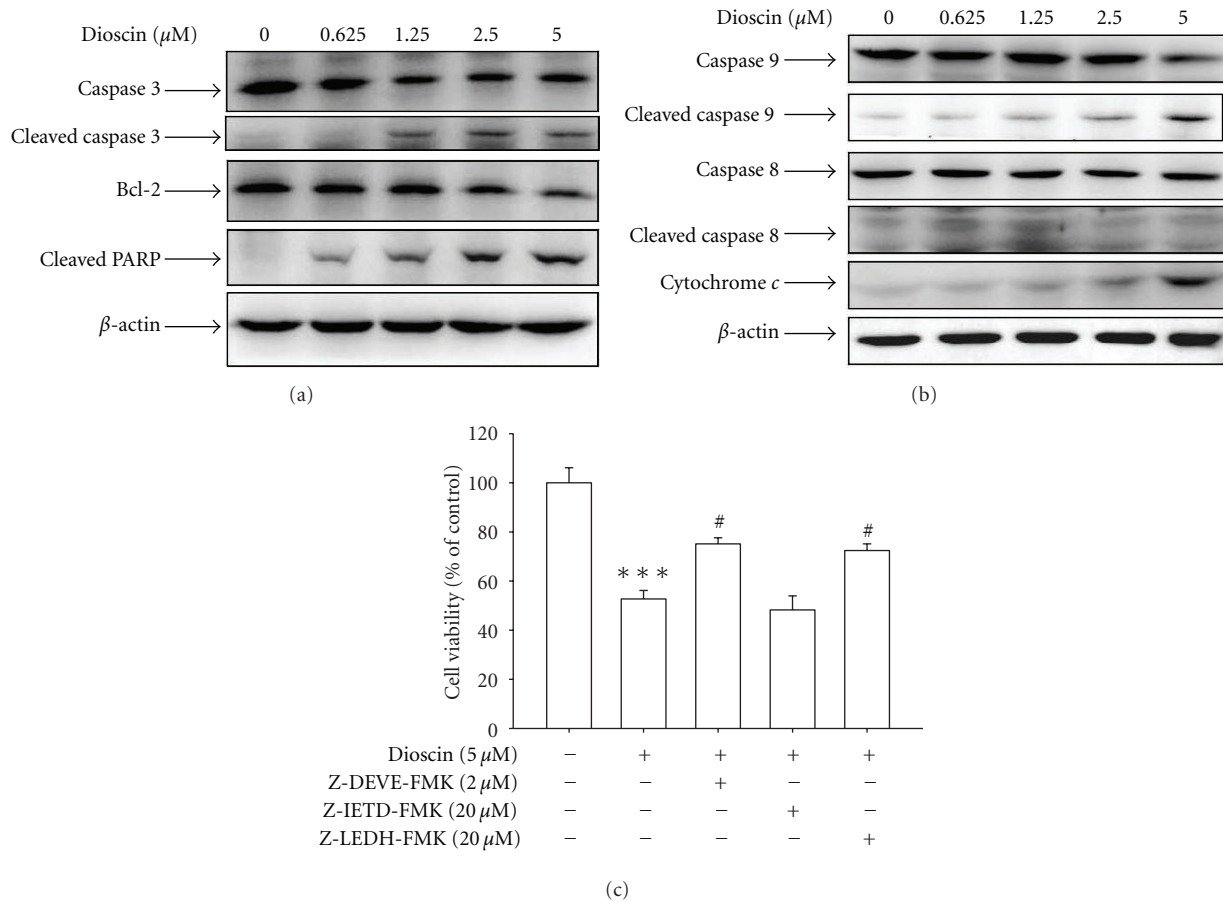 Dioscin (µM) 0 0.625 1.25 2.5 5
Caspase 3
Cleaved caspase 3
Bcl-2
Cleaved PARP
β-actin
(a)
Dioscin (µM) 0 0.625 1.25 2.5 5
Caspase 9
Cleaved caspase 9
Caspase 8
Cleaved caspase 8
Cytochrome c
β-actin
(b)
Cell viability (% of control)
120
100
80
60
40
20
0
***
#
#
Dioscin (5 µM) − + + + +
Z-DEVE-FMK (2 µM) − − + − −
Z-IETD-FMK (20 µM) − − − + −
Z-LEDH-FMK (20 µM) − − − − +
(c)